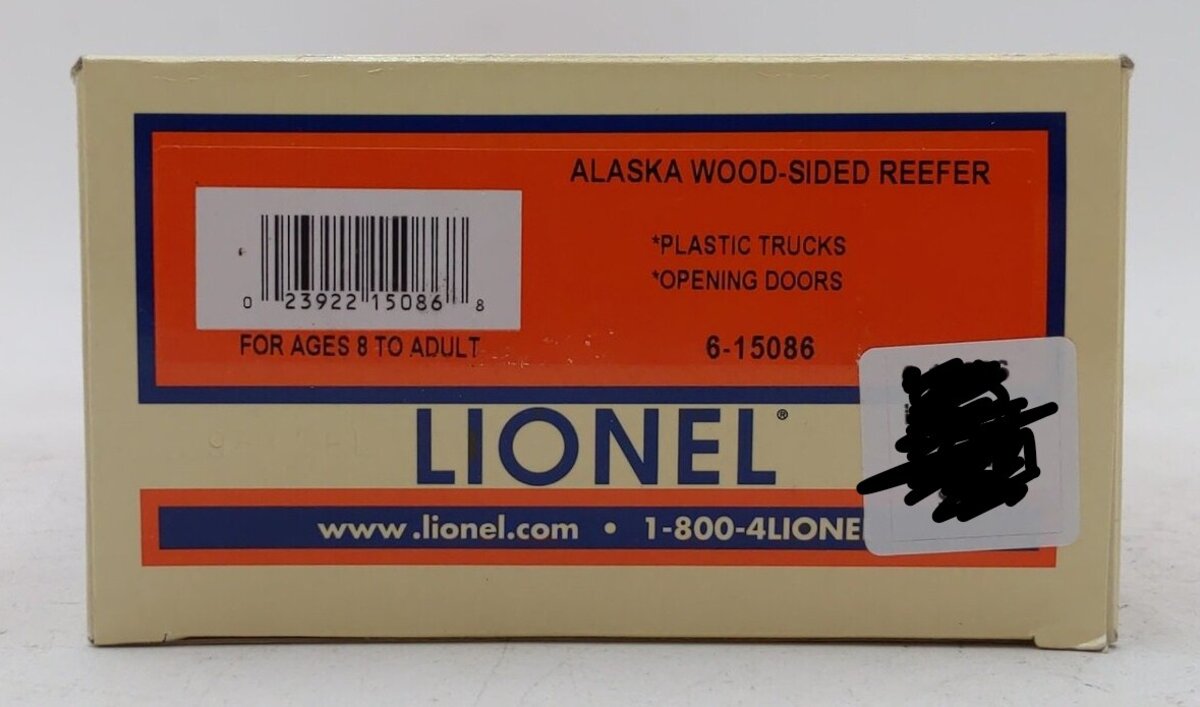 ALASKA WOOD-SIDED REEFER
*PLASTIC TRUCKS
*OPENING DOORS
0 23922 15086 8
FOR AGES 8 TO ADULT
6-15086
LIONEL®
www.lionel.com • 1-800-4LIONE